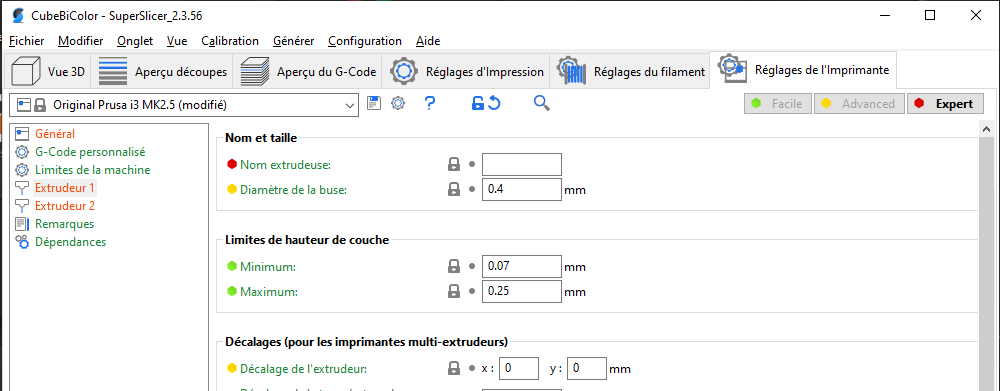 CubeBiColor - SuperSlicer_2.3.56
Fichier Modifier Onglet Vue Calibration Générer Configuration Aide
Vue 3D Aperçu découpes Aperçu du G-Code Réglages d'Impression Réglages du filament Réglages de l'Imprimante
Original Prusa i3 MK2.5 (modifié) ? Facile Advanced Expert
Général
G-Code personnalisé
Limites de la machine
Extrudeur 1
Extrudeur 2
Remarques
Dépendances
Nom et taille
Nom extrudeuse:
Diamètre de la buse: 0.4 mm
Limites de hauteur de couche
Minimum: 0.07 mm
Maximum: 0.25 mm
Décalages (pour les imprimantes multi-extrudeurs)
Décalage de l'extrudeur: x : 0 y : 0 mm